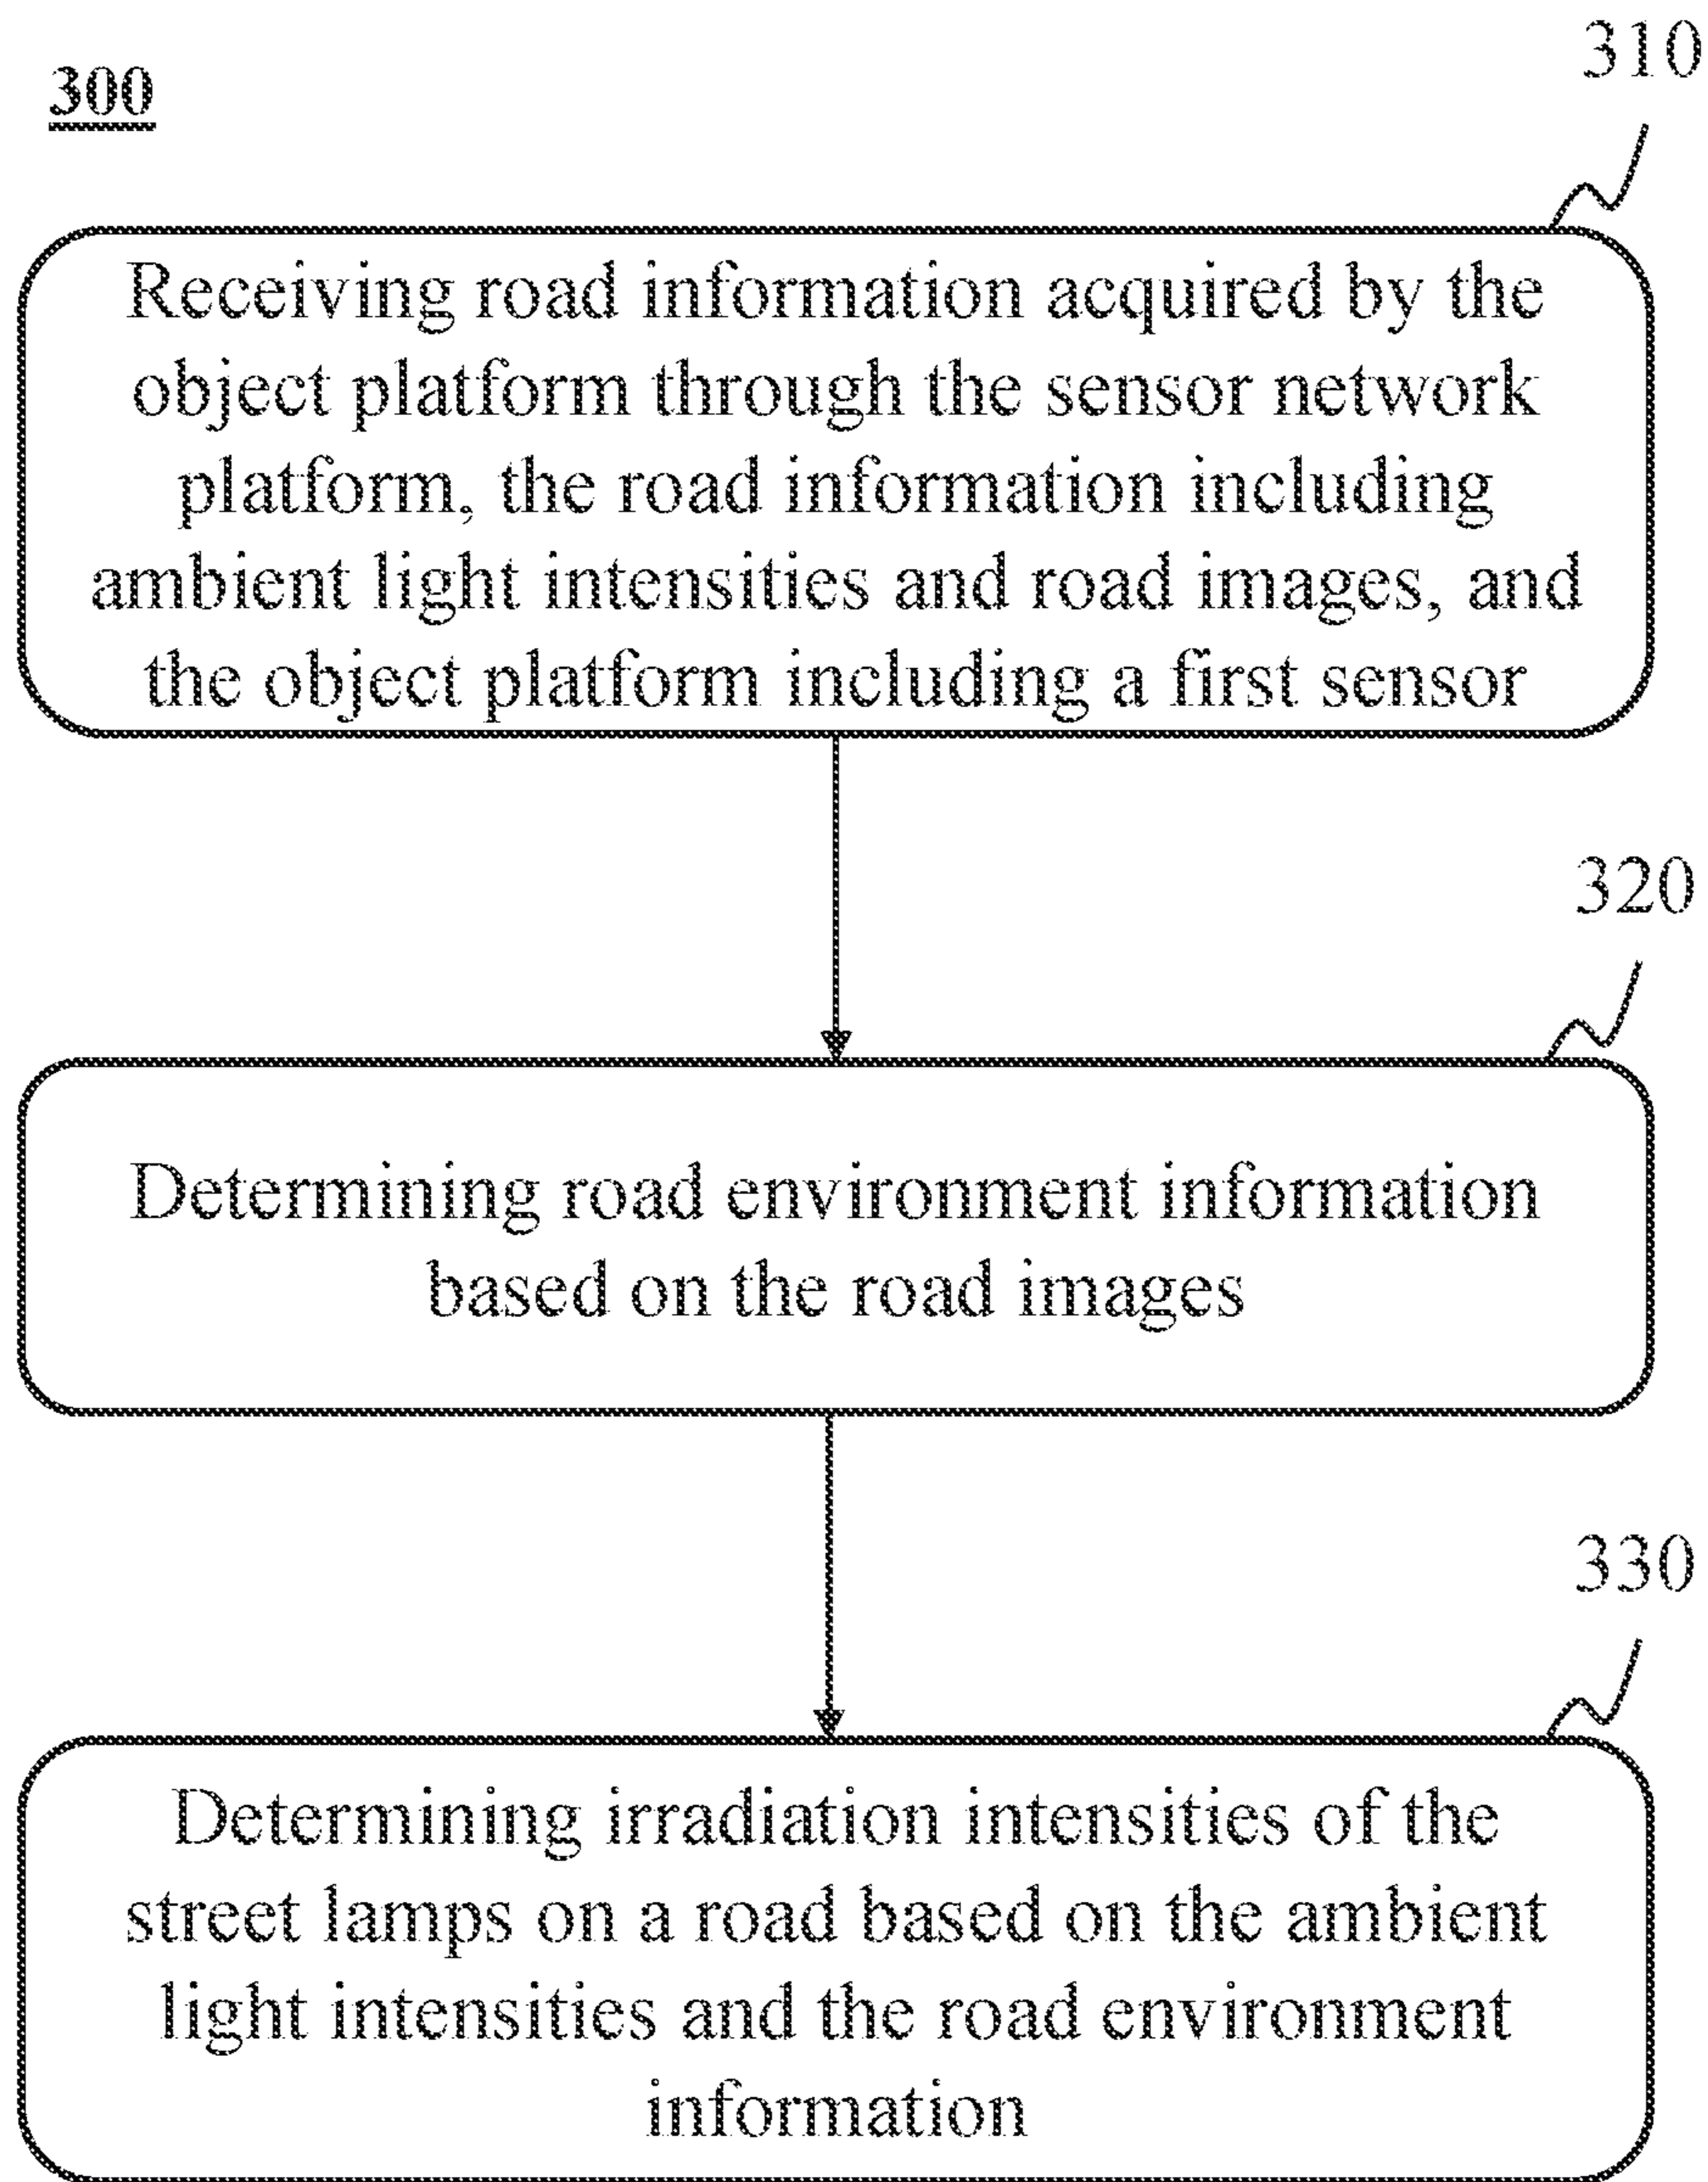 310
300
Receiving road information acquired by the
object platform through the sensor network
platform, the road information including
ambient light intensities and road images, and
the object platform including a first sensor
320
Determining road environment information
based on the road images
330
Determining irradiation intensities of the
street lamps on a road based on the ambient
light intensities and the road environment
information